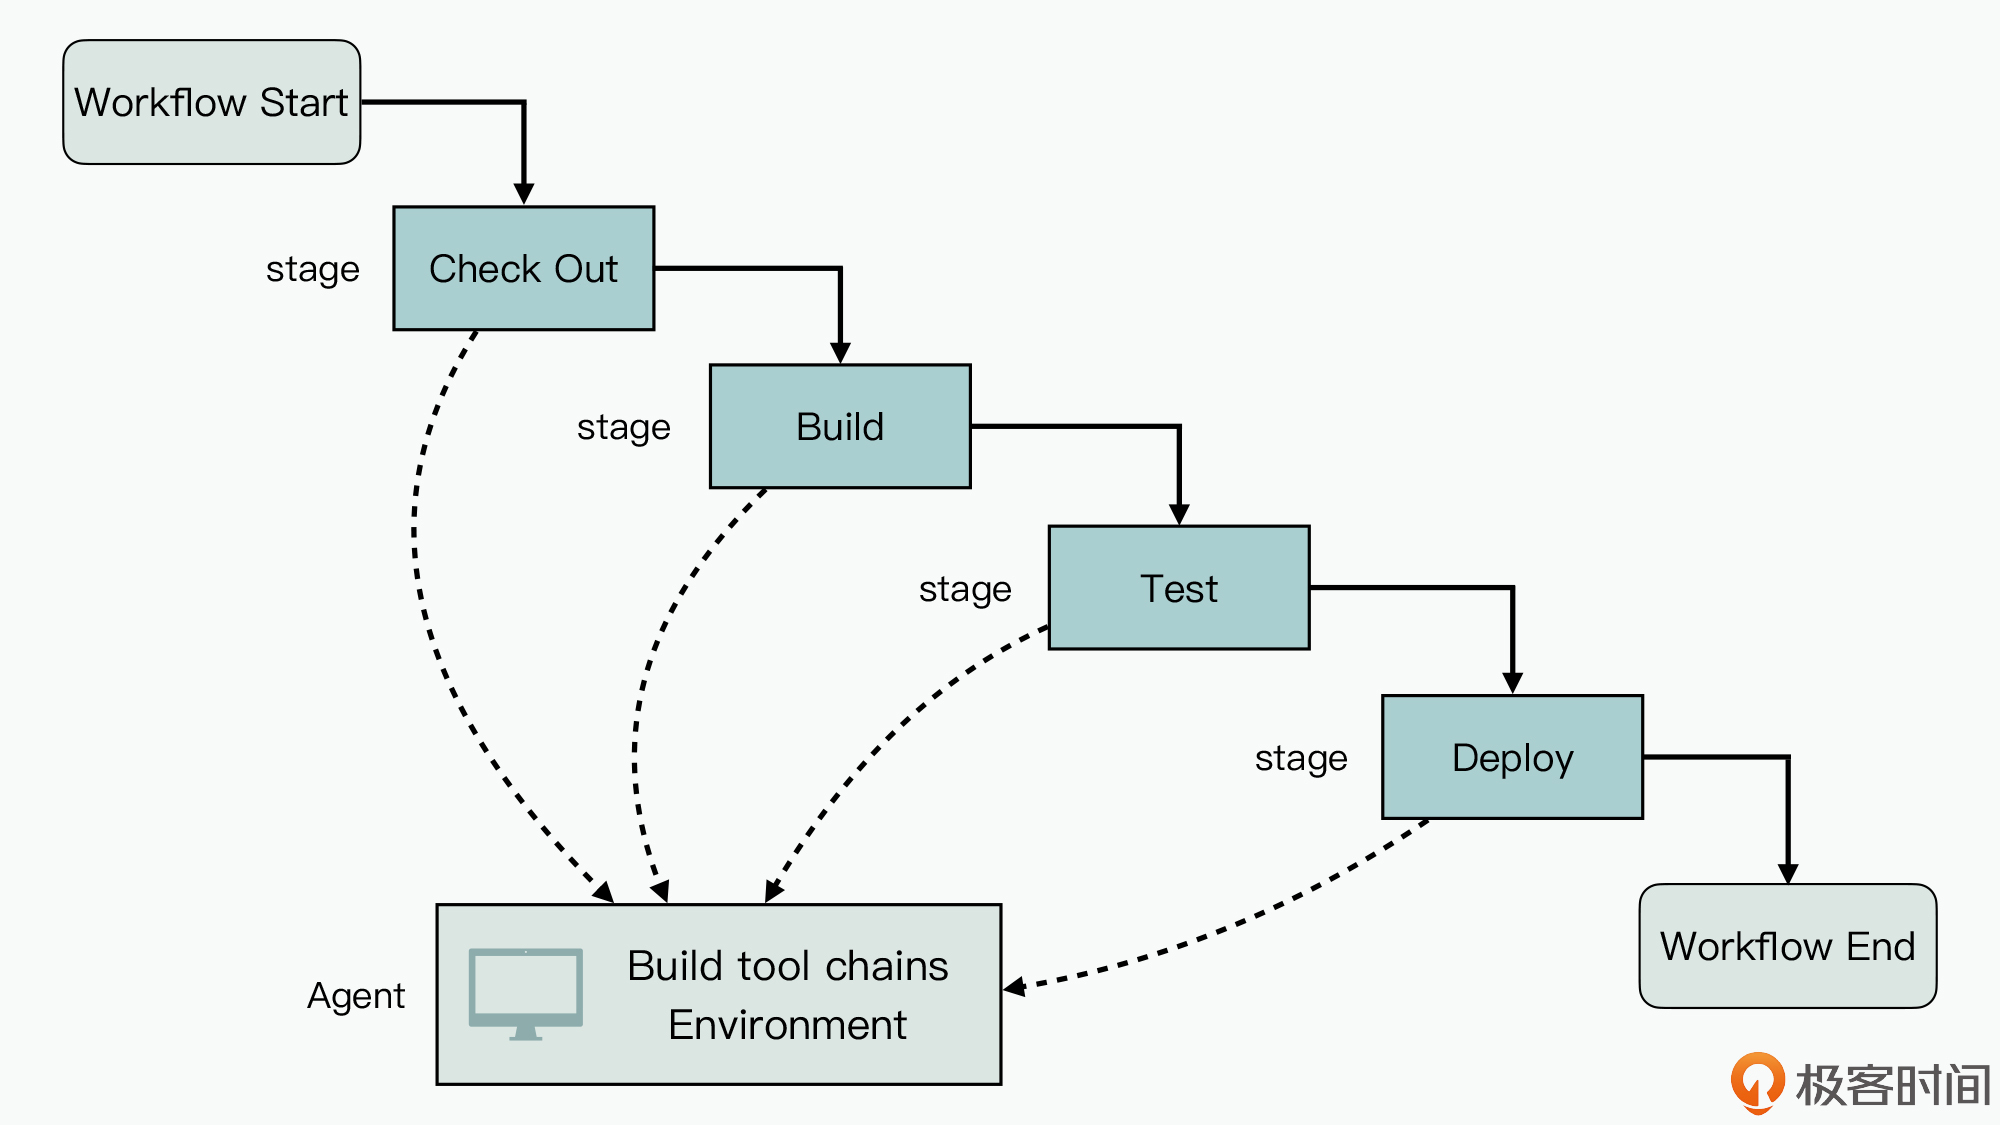 Workflow Start
stage
Check Out
stage
Build
stage
Test
stage
Deploy
Workflow End
Agent
Build tool chains
Environment
极客时间